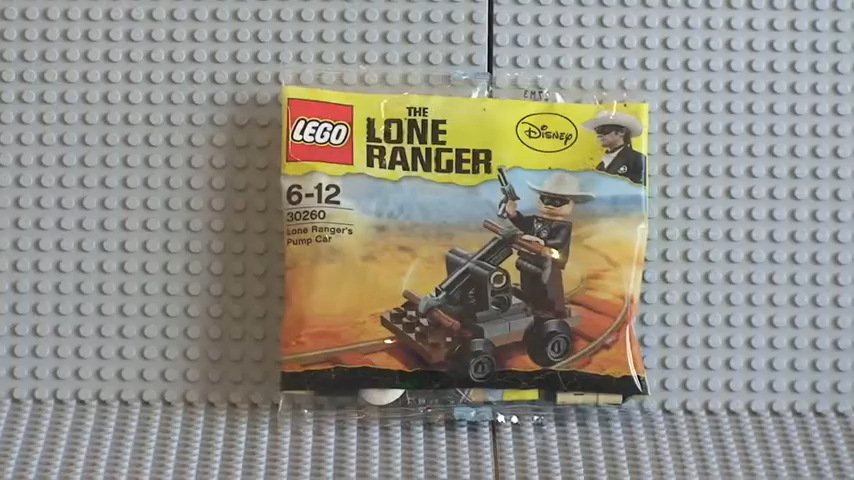 THE
LONE
RANGER
LEGO
Disney
6-12
30260
Lone Ranger's
Pump Car